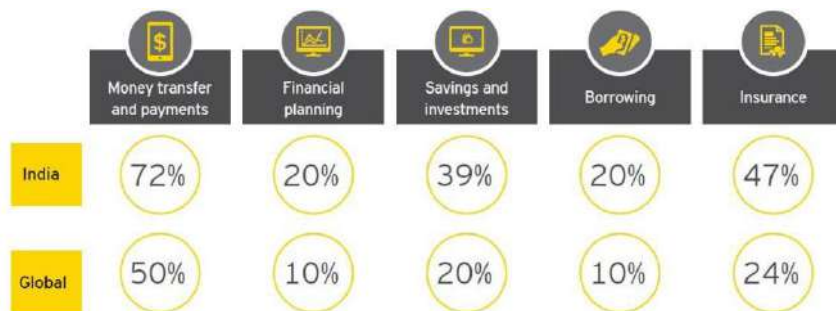 $
Money transfer
and payments
Financial
planning
Savings and
investments
Borrowing
Insurance
India
72%
20%
39%
20%
47%
Global
50%
10%
20%
10%
24%